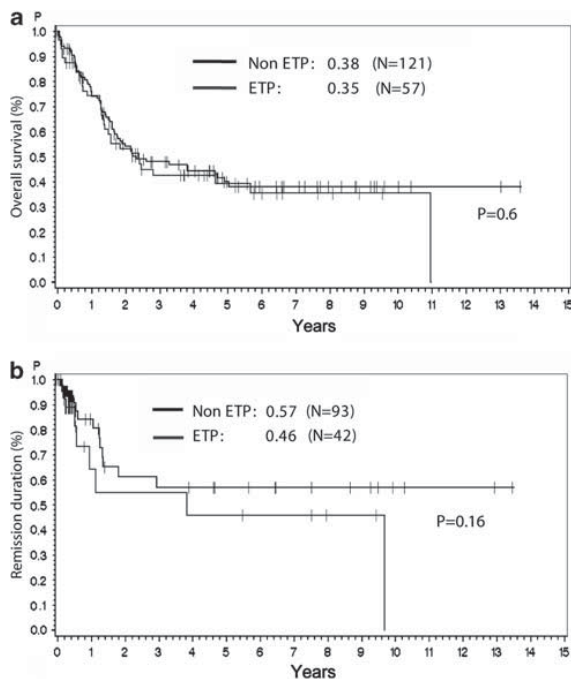 a
P
1.0
0.9
0.8
0.7
0.6
0.5
0.4
0.3
0.2
0.1
0.0
Overall survival (%)
Non ETP: 0.38 (N=121)
ETP: 0.35 (N=57)
P=0.6
0 1 2 3 4 5 6 7 8 9 10 11 12 13 14 15
Years
b
P
1.0
0.9
0.8
0.7
0.6
0.5
0.4
0.3
0.2
0.1
0.0
Remission duration (%)
Non ETP: 0.57 (N=93)
ETP: 0.46 (N=42)
P=0.16
0 1 2 3 4 5 6 7 8 9 10 11 12 13 14 15
Years